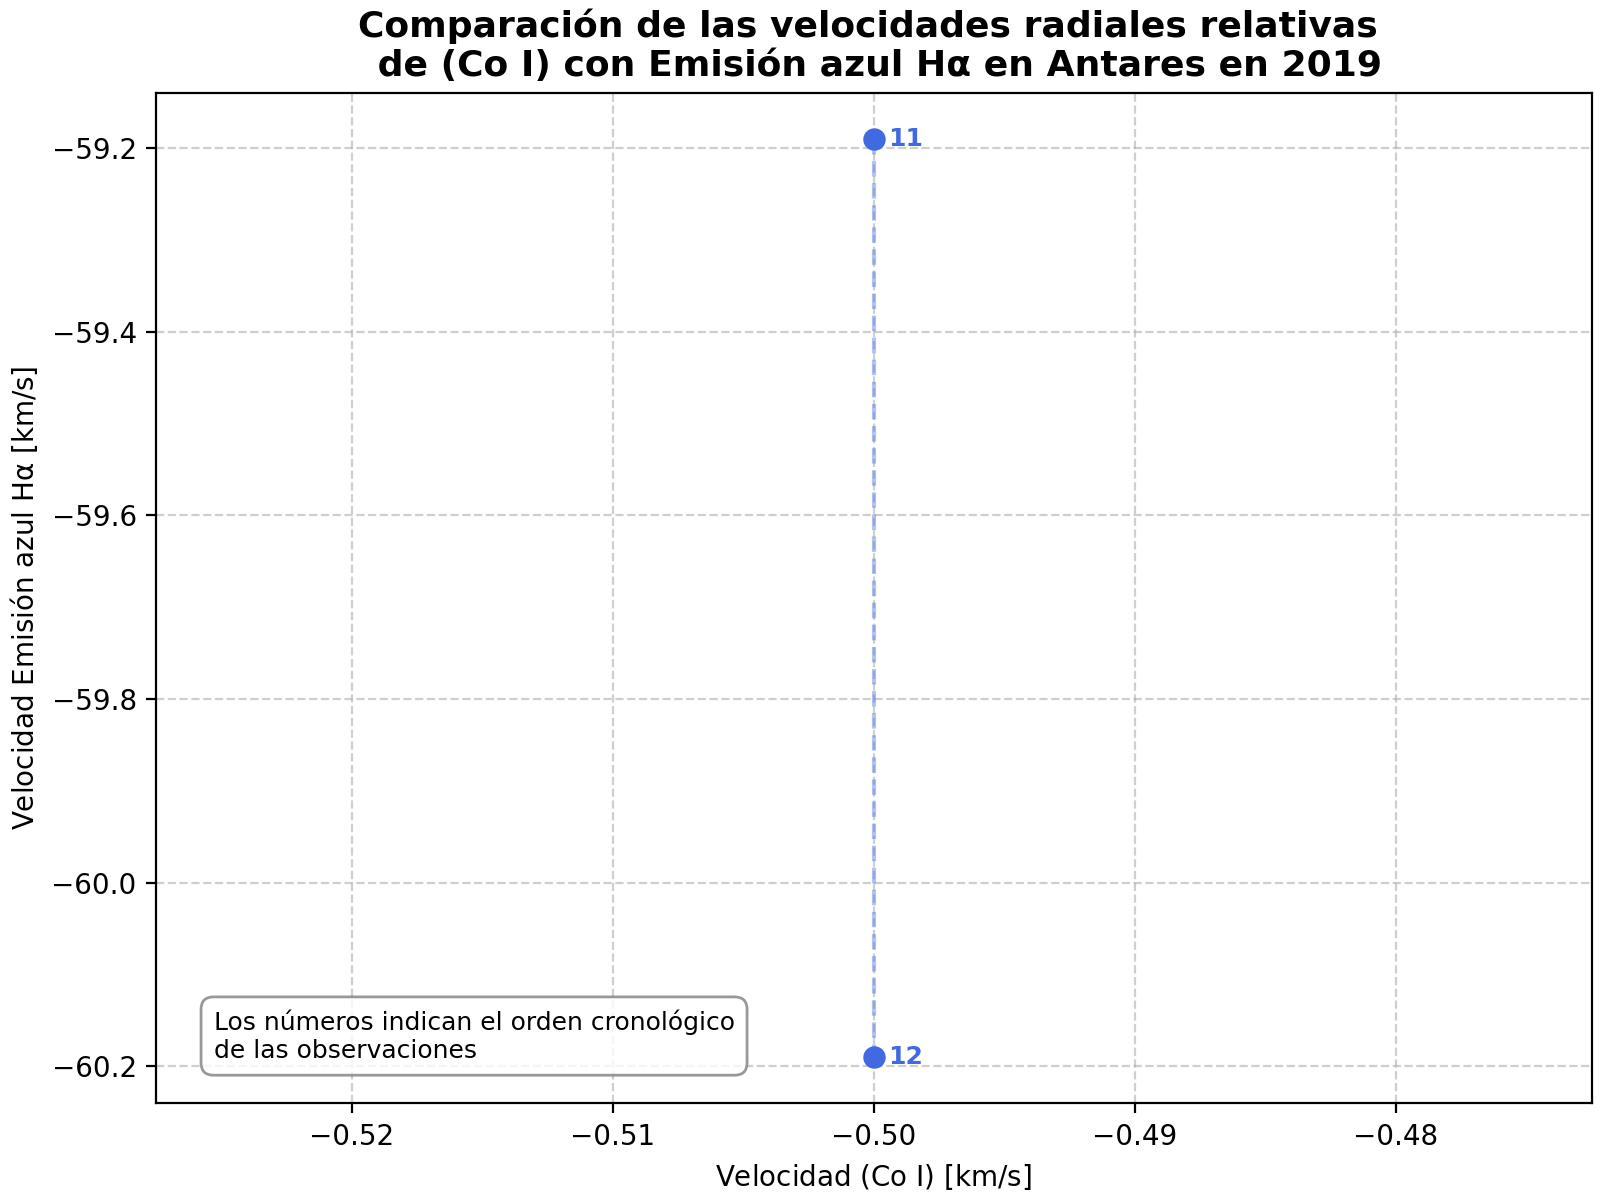 Comparación de las velocidades radiales relativas
de (Co I) con Emisión azul Hα en Antares en 2019
Velocidad Emisión azul Hα [km/s]
−59.2
−59.4
−59.6
−59.8
−60.0
−60.2
11
12
Los números indican el orden cronológico
de las observaciones
−0.52
−0.51
−0.50
−0.49
−0.48
Velocidad (Co I) [km/s]